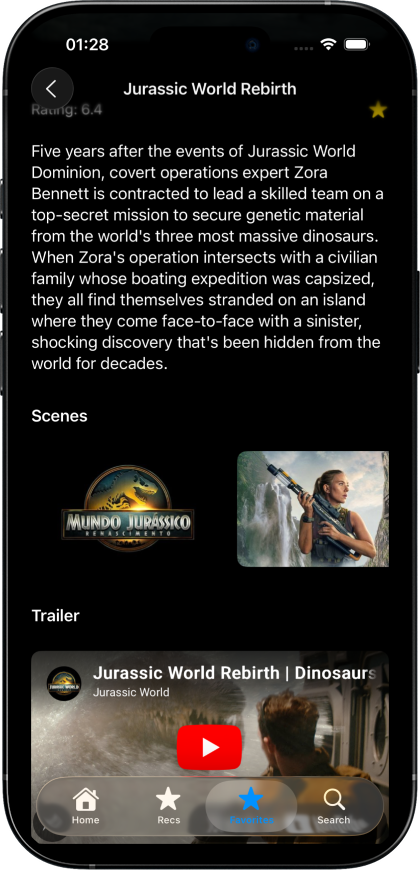 01:28
Jurassic World Rebirth
Rating: 6.4
Five years after the events of Jurassic World
Dominion, covert operations expert Zora
Bennett is contracted to lead a skilled team on a
top-secret mission to secure genetic material
from the world's three most massive dinosaurs.
When Zora's operation intersects with a civilian
family whose boating expedition was capsized,
they all find themselves stranded on an island
where they come face-to-face with a sinister,
shocking discovery that's been hidden from the
world for decades.
Scenes
MUNDO JURÁSSICO
RENASCIMENTO
Trailer
Jurassic World Rebirth | Dinosaurs
Jurassic World
Home
Recs
Favorites
Search